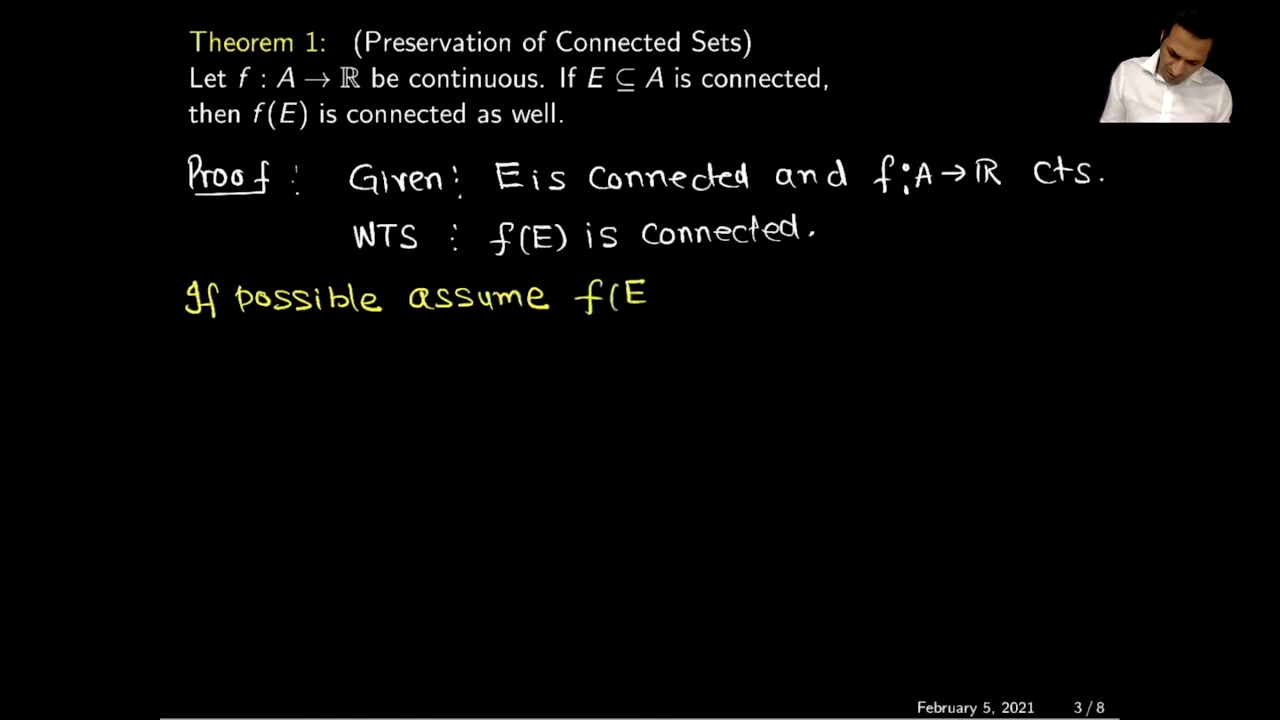 Theorem 1: (Preservation of Connected Sets)
Let f : A → ℝ be continuous. If E ⊆ A is connected,
then f(E) is connected as well.
Proof : Given : E is connected and f : A → ℝ cts.
WTS : f(E) is connected.
If possible assume f(E
February 5, 2021 3 / 8